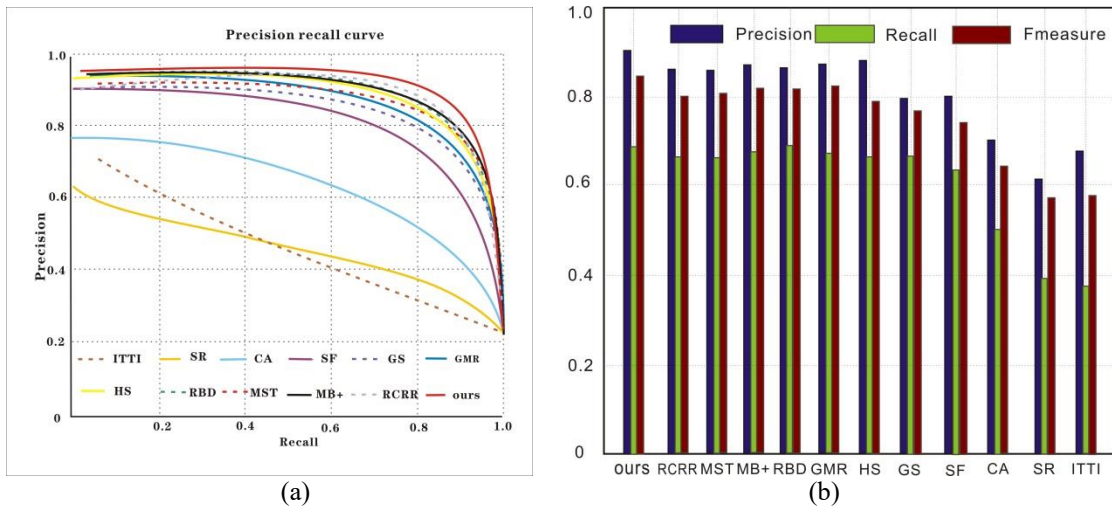 Precision recall curve
1.0
0.8
0.6
0.4
0.2
0
Precision
ITTI SR CA SF GS GMR
HS RBD MST MB+ RCRR ours
0.2 0.4 0.6 0.8 1.0
Recall
(a)
1.0
Precision Recall Fmeasure
0.8
0.6
0.4
0.2
0
ours RCRR MST MB+ RBD GMR HS GS SF CA SR ITTI
(b)